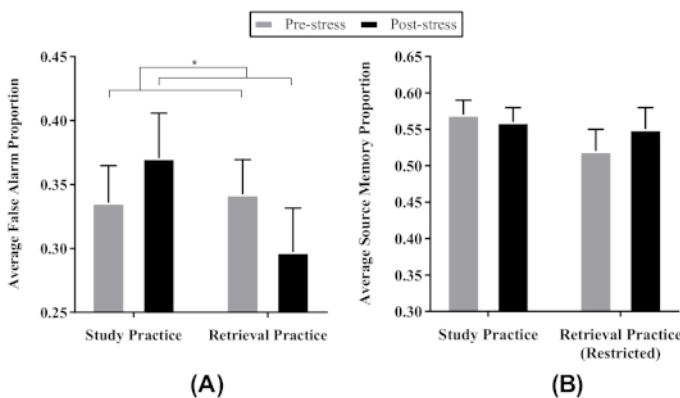 Pre-stress Post-stress
Average False Alarm Proportion
0.45
0.40
0.35
0.30
0.25
*
Study Practice Retrieval Practice
(A)
Average Source Memory Proportion
0.65
0.60
0.55
0.50
0.45
0.40
0.35
0.30
Study Practice Retrieval Practice
(Restricted)
(B)